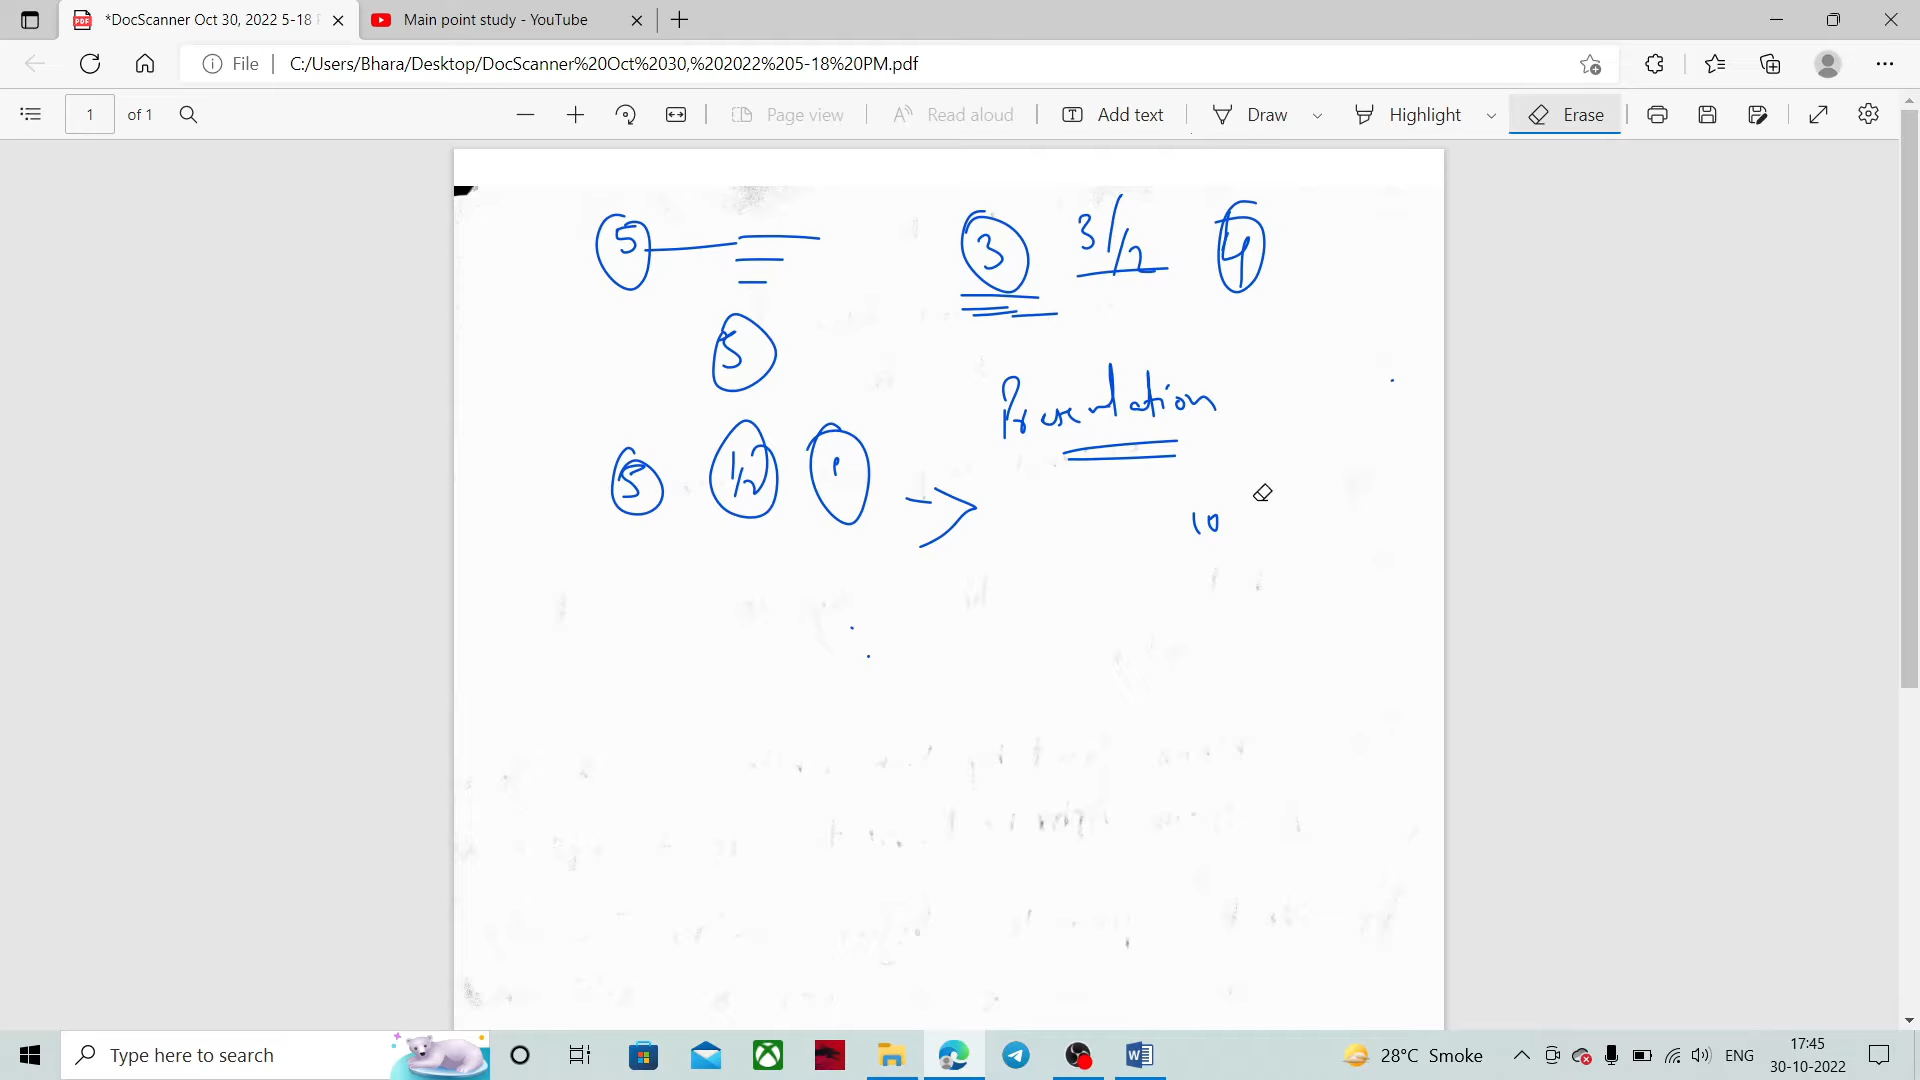 *DocScanner Oct 30, 2022 5-18
Main point study - YouTube
File
C:/Users/Bhara/Desktop/DocScanner%20Oct%2030,%202022%205-18%20PM.pdf
1 of 1
Page view
Read aloud
Add text
Draw
Highlight
Erase
5 3 3 1/2 4
5
Presentation
5 1/2 1
10
Type here to search
28°C Smoke
ENG
17:45
30-10-2022